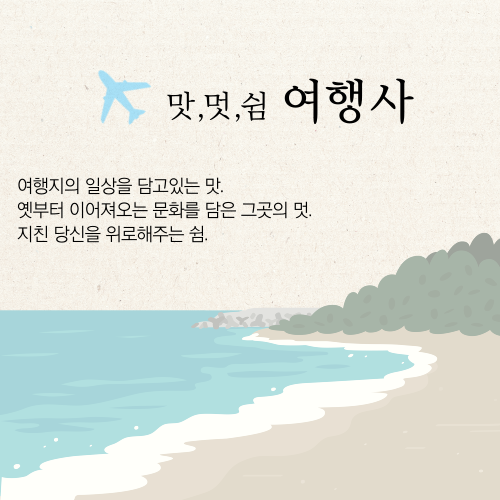 맛,멋,쉼 여행사
여행지의 일상을 담고있는 맛.
옛부터 이어져오는 문화를 담은 그곳의 멋.
지친 당신을 위로해주는 쉼.